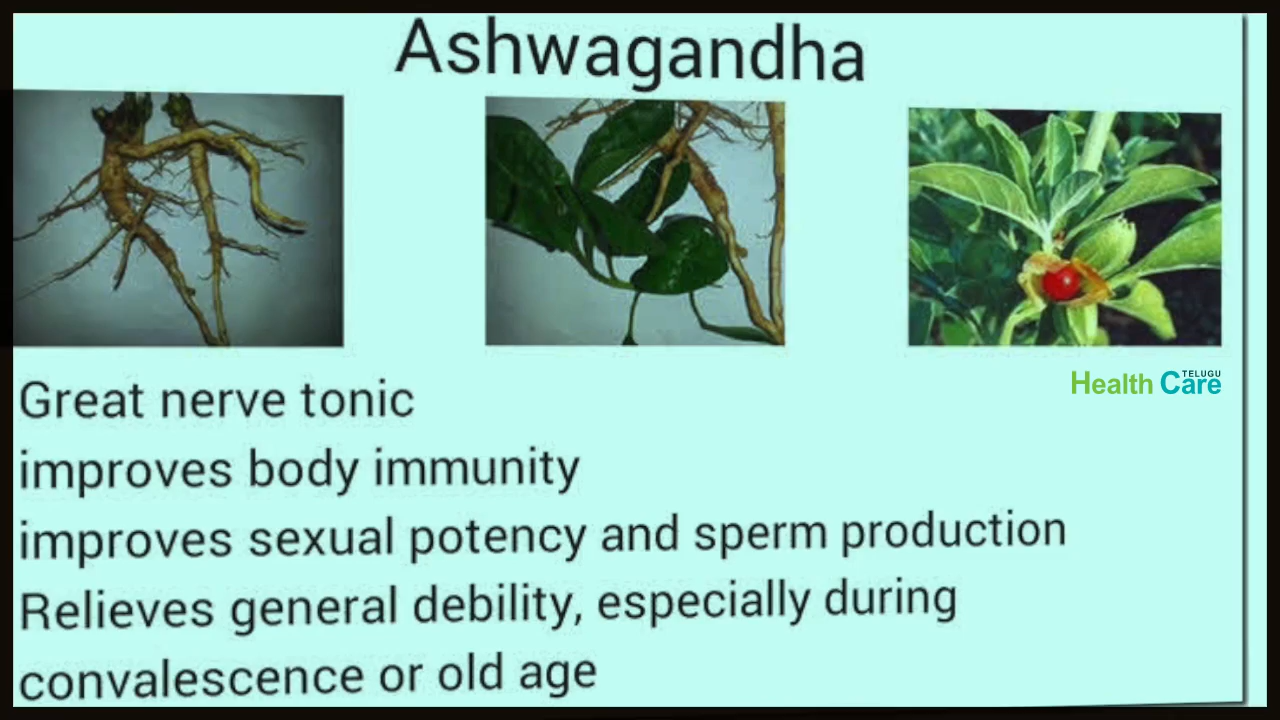 Ashwagandha
Health Care
TELUGU
Great nerve tonic
improves body immunity
improves sexual potency and sperm production
Relieves general debility, especially during
convalescence or old age